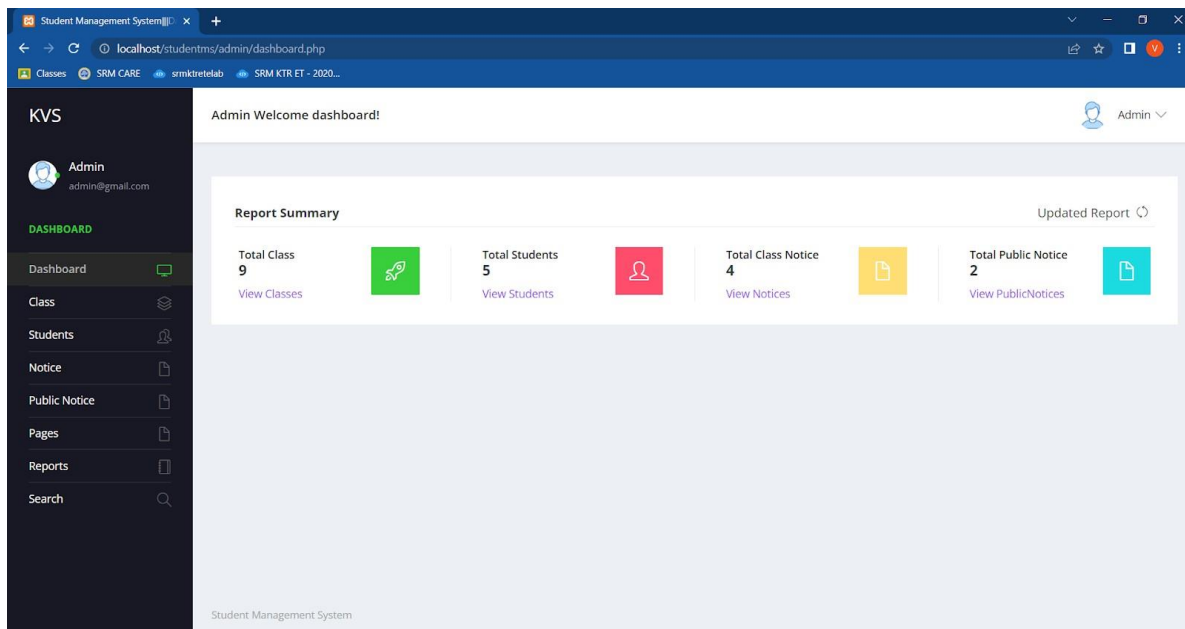 Student Management System|||D
localhost/studentms/admin/dashboard.php
V
Classes SRM CARE srmktretelab SRM KTR ET - 2020...
KVS
Admin Welcome dashboard!
Admin
Admin
admin@gmail.com
DASHBOARD
Dashboard
Class
Students
Notice
Public Notice
Pages
Reports
Search
Report Summary
Updated Report
Total Class
9
View Classes
Total Students
5
View Students
Total Class Notice
4
View Notices
Total Public Notice
2
View PublicNotices
Student Management System